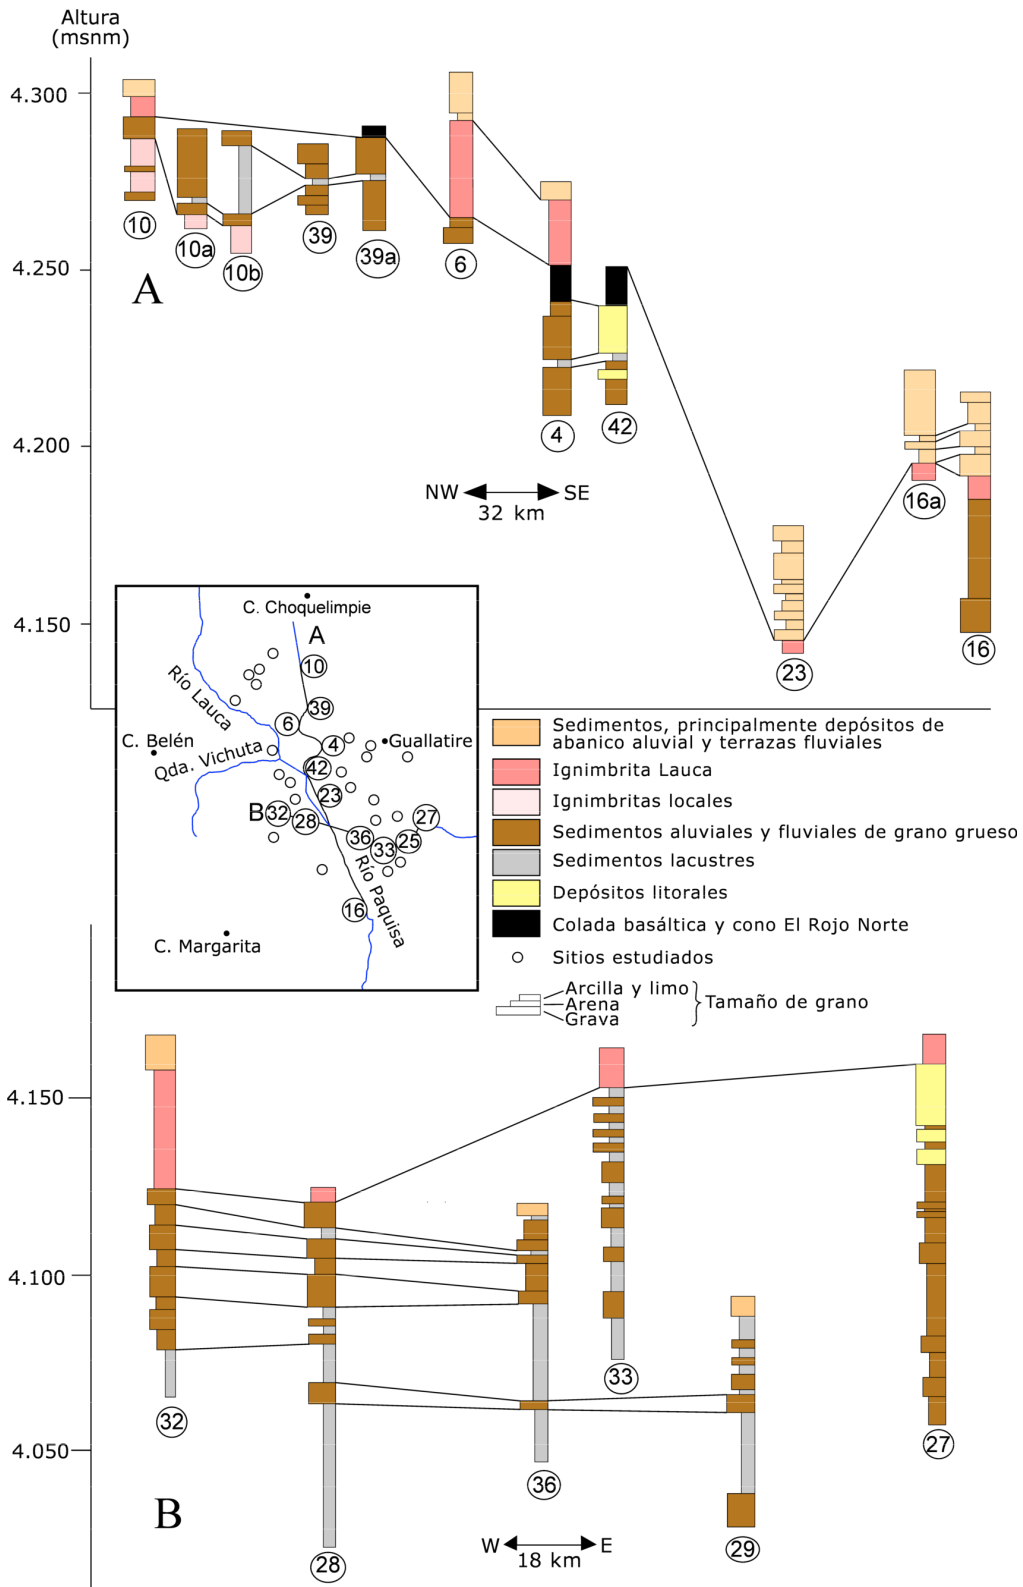 Altura
(msnm)
4.300
10
10a
10b
39
39a
6
4.250
A
4
42
4.200
NW SE
32 km
16a
4.150
23
16
C. Choquelimpie
A
10
Río Lauca
39
6
4
Guallatire
C. Belén
Qda. Vichuta
42
23
B
32
28
27
36
33
25
Río Paquisa
16
C. Margarita
Sedimentos, principalmente depósitos de
abanico aluvial y terrazas fluviales
Ignimbrita Lauca
Ignimbritas locales
Sedimentos aluviales y fluviales de grano grueso
Sedimentos lacustres
Depósitos litorales
Colada basáltica y cono El Rojo Norte
Sitios estudiados
Arcilla y limo
Arena
Grava
Tamaño de grano
4.150
4.100
4.050
33
32
27
36
B
W E
18 km
29
28